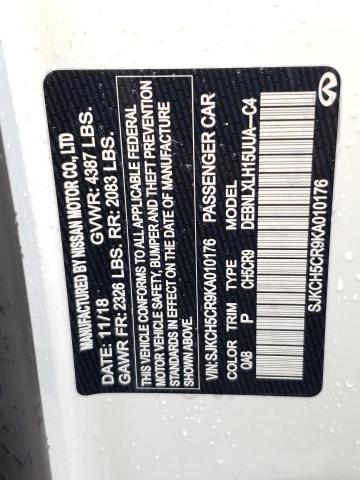 MANUFACTURED BY NISSAN MOTOR CO., LTD
DATE: 11/18 GVWR: 4387 LBS.
GAWR FR: 2326 LBS. RR: 2083 LBS.
THIS VEHICLE CONFORMS TO ALL APPLICABLE FEDERAL
MOTOR VEHICLE SAFETY, BUMPER AND THEFT PREVENTION
STANDARDS IN EFFECT ON THE DATE OF MANUFACTURE
SHOWN ABOVE.
VIN: SJKCH5CR9KA010176 PASSENGER CAR
COLOR TRIM TYPE MODEL
QAB P CH5CR9 DEBNLXLH15UUA-C4
SJKCH5CR9KA010176